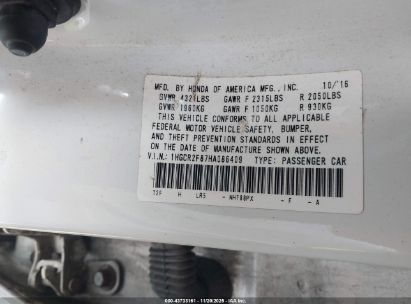 MFD. BY HONDA OF AMERICA MFG., INC. 10/'16
GVWR 4321LBS GAWR F 2315LBS R 2050LBS
GVWR 1960KG GAWR F 1050KG R 930KG
THIS VEHICLE CONFORMS TO ALL APPLICABLE
FEDERAL MOTOR VEHICLE SAFETY, BUMPER,
AND THEFT PREVENTION STANDARDS IN EFFECT
ON THE DATE OF MANUFACTURE SHOWN ABOVE.
V.I.N.: 1HGCR2F87HA086409 TYPE: PASSENGER CAR
H - F - A